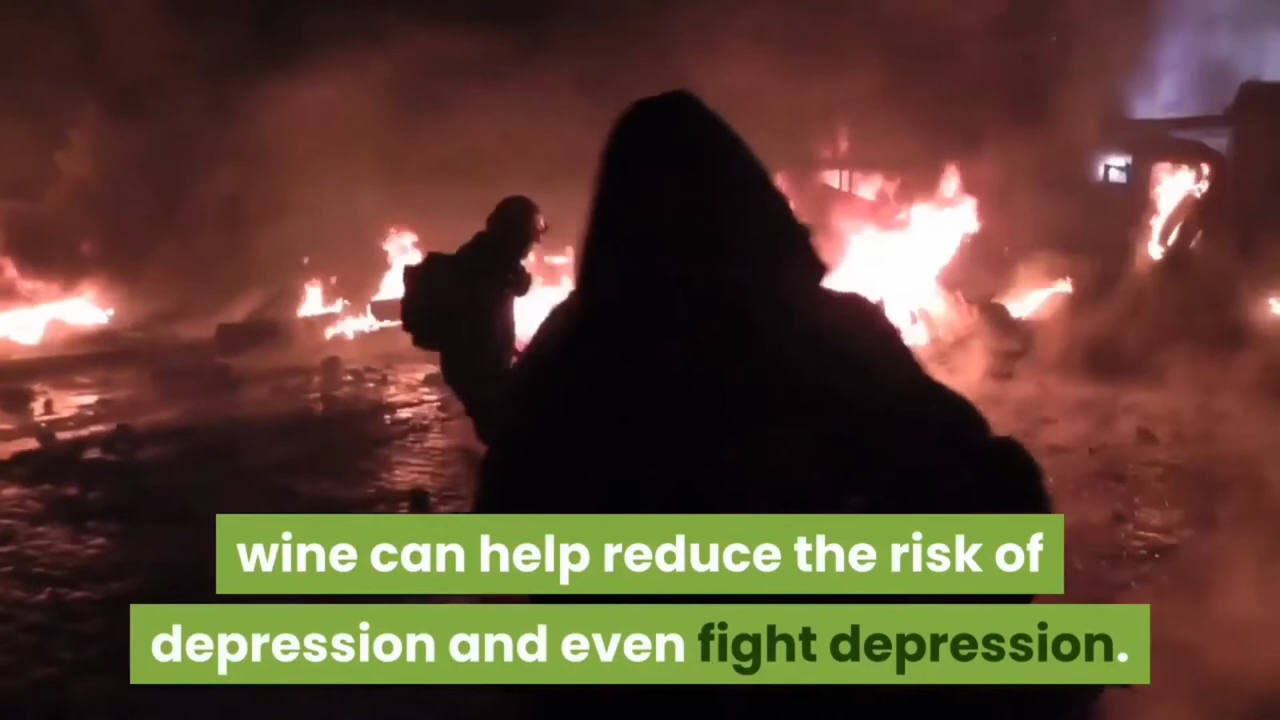 wine can help reduce the risk of
depression and even fight depression.